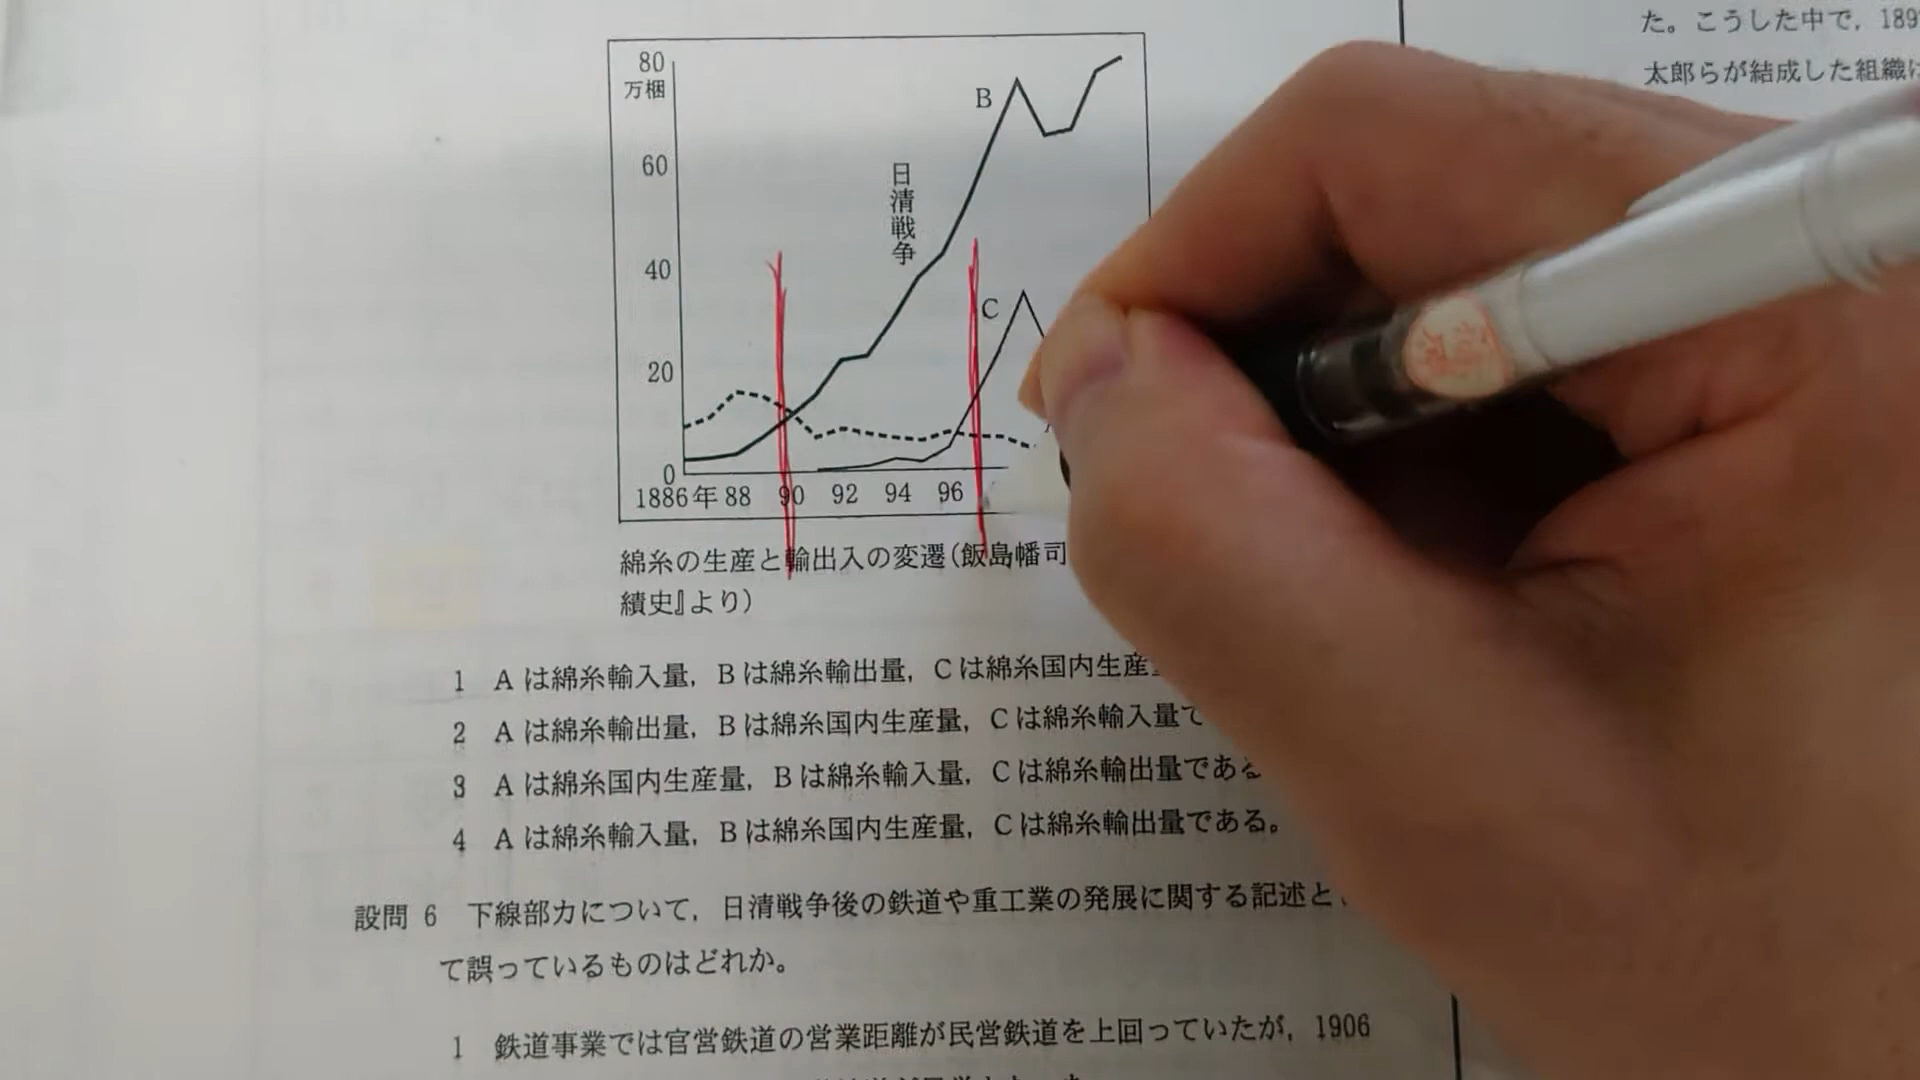 た。こうした中で，189
太郎らが結成した組織は
80
万梱
60
40
20
0
B
日清戦争
C
1886年 88 90 92 94 96
綿糸の生産と輸出入の変遷（飯島幡司
績史』より）
1 Aは綿糸輸入量，Bは綿糸輸出量，Cは綿糸国内生産
2 Aは綿糸輸出量，Bは綿糸国内生産量，Cは綿糸輸入量で
3 Aは綿糸国内生産量，Bは綿糸輸入量，Cは綿糸輸出量である
4 Aは綿糸輸入量，Bは綿糸国内生産量，Cは綿糸輸出量である。
設問 6 下線部カについて，日清戦争後の鉄道や重工業の発展に関する記述と
て誤っているものはどれか。
1 鉄道事業では官営鉄道の営業距離が民営鉄道を上回っていたが，1906